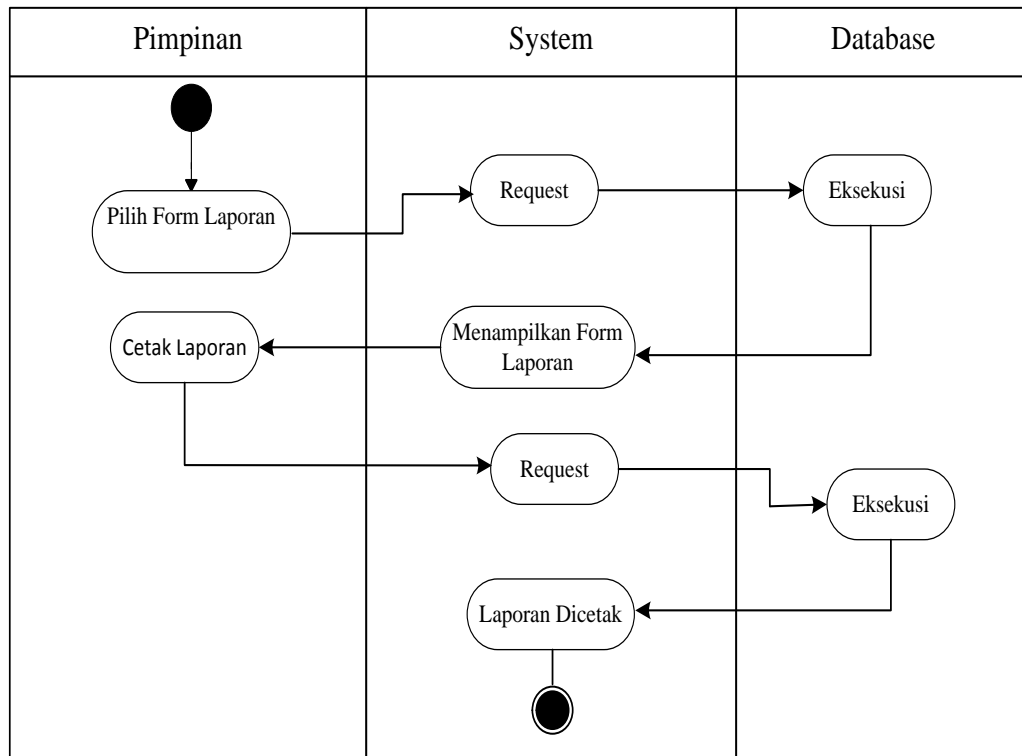 Pimpinan
System
Database
Pilih Form Laporan
Request
Eksekusi
Cetak Laporan
Menampilkan Form
Laporan
Request
Eksekusi
Laporan Dicetak